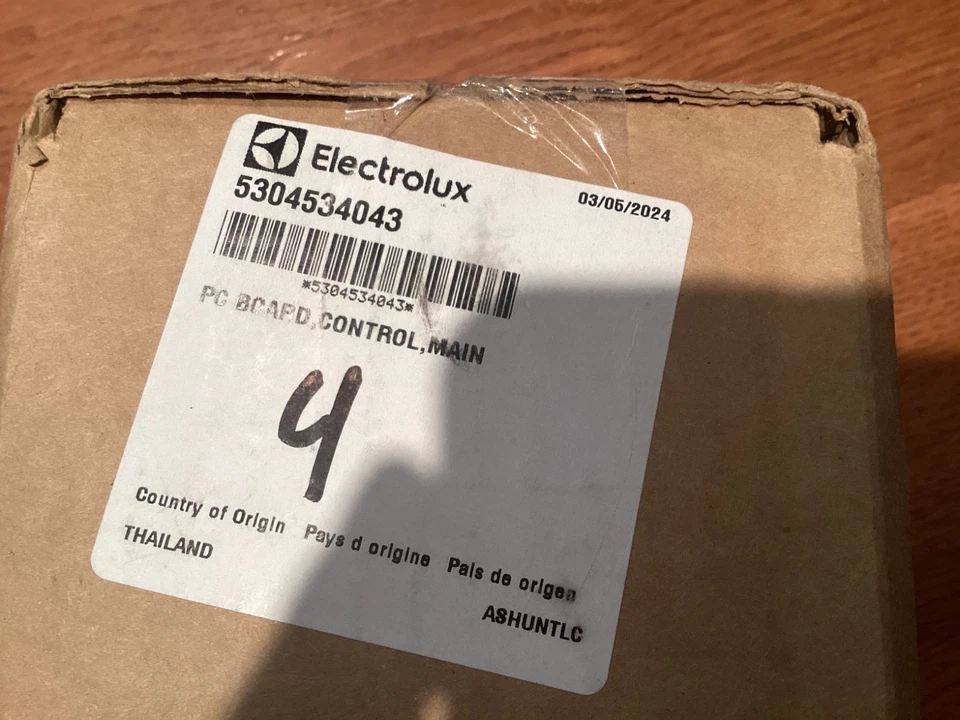 Electrolux
03/05/2024
5304534043
*5304534043*
PC BOARD,CONTROL,MAIN
4
Country of Origin Pays d origine Pais de origen
THAILAND
ASHUNTLC